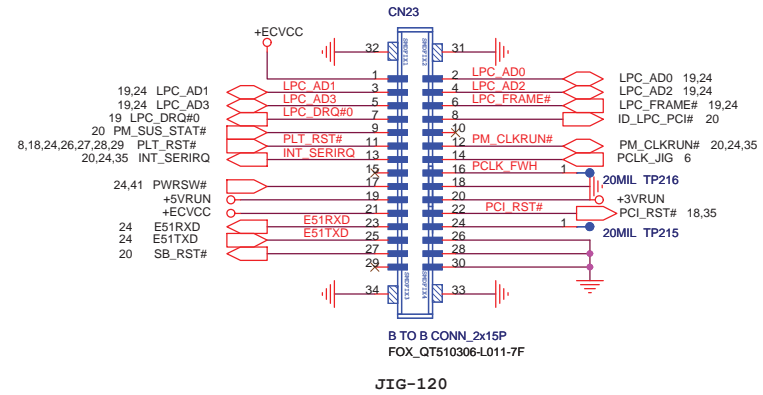 CN23
+ECVCC
32 31
SHDFIX1 SHDFIX2
1 2 LPC_AD0 LPC_AD0 19,24
19,24 LPC_AD1 LPC_AD1 3 4 LPC_AD2 LPC_AD2 19,24
19,24 LPC_AD3 LPC_AD3 5 6 LPC_FRAME# LPC_FRAME# 19,24
19 LPC_DRQ#0 LPC_DRQ#0 7 8 ID_LPC_PCI# 20
20 PM_SUS_STAT# 9 10
8,18,24,26,27,28,29 PLT_RST# PLT_RST# 11 12 PM_CLKRUN# PM_CLKRUN# 20,24,35
20,24,35 INT_SERIRQ INT_SERIRQ 13 14 PCLK_JIG 6
15 16 PCLK_FWH 1
24,41 PWRSW# 17 18 20MIL TP216
+5VRUN 19 20 +3VRUN
+ECVCC 21 22 PCI_RST# PCI_RST# 18,35
24 E51RXD E51RXD 23 24 1
24 E51TXD E51TXD 25 26 20MIL TP215
20 SB_RST# 27 28
29 30
SHDFIX3 SHDFIX4
34 33
B TO B CONN_2x15P
FOX_QT510306-L011-7F
JIG-120